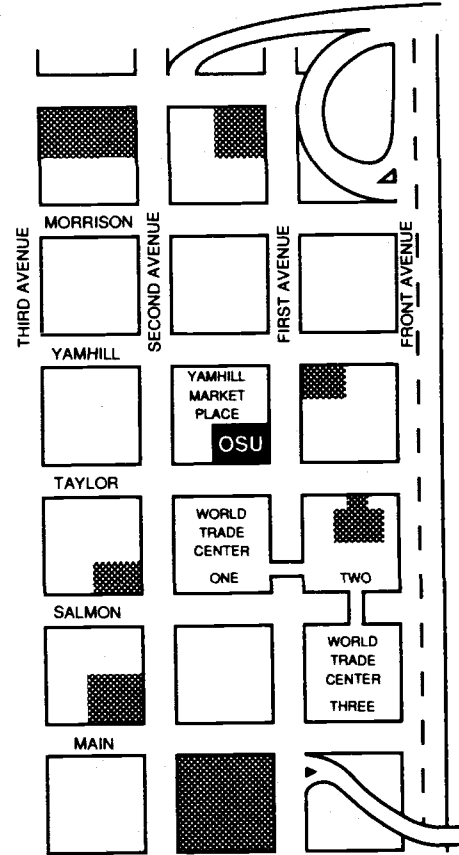 MORRISON
THIRD AVENUE
SECOND AVENUE
FIRST AVENUE
FRONT AVENUE
YAMHILL
YAMHILL
MARKET
PLACE
OSU
TAYLOR
WORLD
TRADE
CENTER
ONE
TWO
SALMON
WORLD
TRADE
CENTER
THREE
MAIN